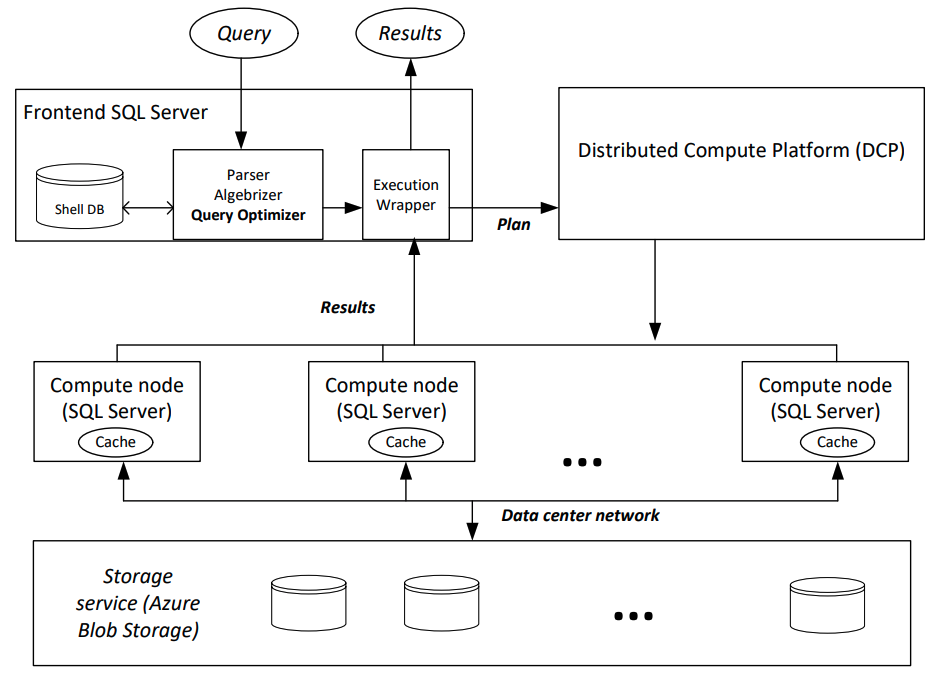 Query
Results
Frontend SQL Server
Shell DB
Parser
Algebrizer
Query Optimizer
Execution
Wrapper
Plan
Distributed Compute Platform (DCP)
Results
Compute node
(SQL Server)
Cache
Compute node
(SQL Server)
Cache
Compute node
(SQL Server)
Cache
Data center network
Storage
service (Azure
Blob Storage)